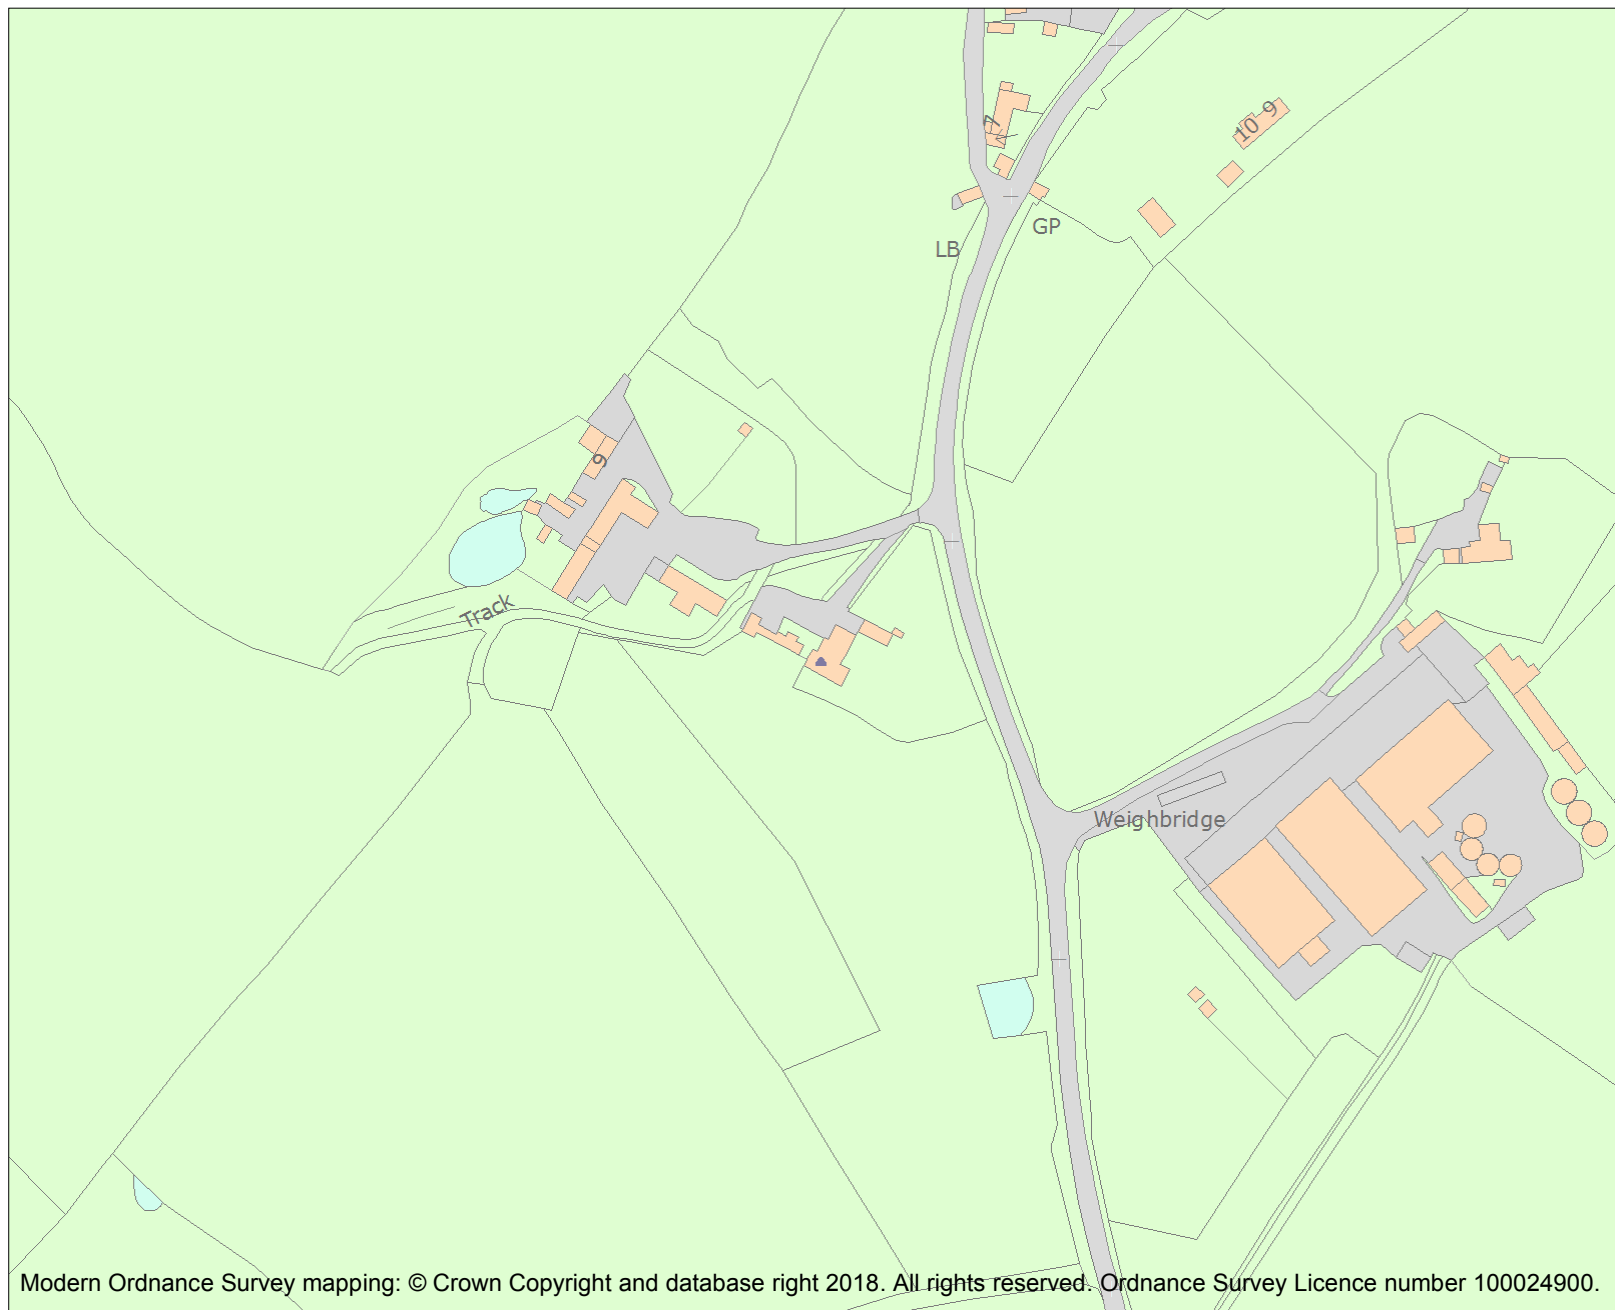 7
10 9
GP
LB
9
Track
Weighbridge
Modern Ordnance Survey mapping: © Crown Copyright and database right 2018. All rights reserved. Ordnance Survey Licence number 100024900.